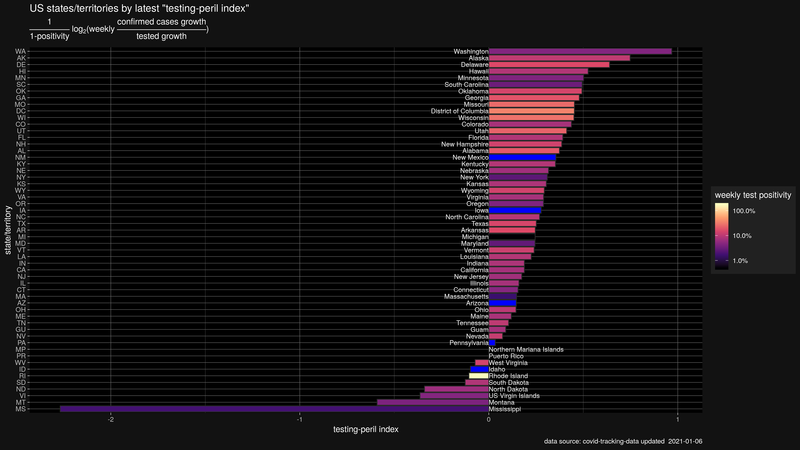 US states/territories by latest "testing-peril index"
1
1-positivity
log2(weekly
confirmed cases growth
tested growth
)
WA Washington
AK Alaska
DE Delaware
HI Hawaii
MN Minnesota
SC South Carolina
OK Oklahoma
GA Georgia
MO Missouri
DC District of Columbia
WI Wisconsin
CO Colorado
UT Utah
FL Florida
NH New Hampshire
AL Alabama
NM New Mexico
KY Kentucky
NE Nebraska
NY New York
KS Kansas
WY Wyoming
VA Virginia
OR Oregon
IA Iowa
NC North Carolina
TX Texas
AR Arkansas
MI Michigan
MD Maryland
VT Vermont
LA Louisiana
IN Indiana
CA California
NJ New Jersey
IL Illinois
CT Connecticut
MA Massachusetts
AZ Arizona
OH Ohio
ME Maine
TN Tennessee
GU Guam
NV Nevada
PA Pennsylvania
MP Northern Mariana Islands
PR Puerto Rico
WV West Virginia
ID Idaho
RI Rhode Island
SD South Dakota
ND North Dakota
VI US Virgin Islands
MT Montana
MS Mississippi
state/territory
-2 -1 0 1
testing-peril index
weekly test positivity
100.0%
10.0%
1.0%
data source: covid-tracking-data updated 2021-01-06